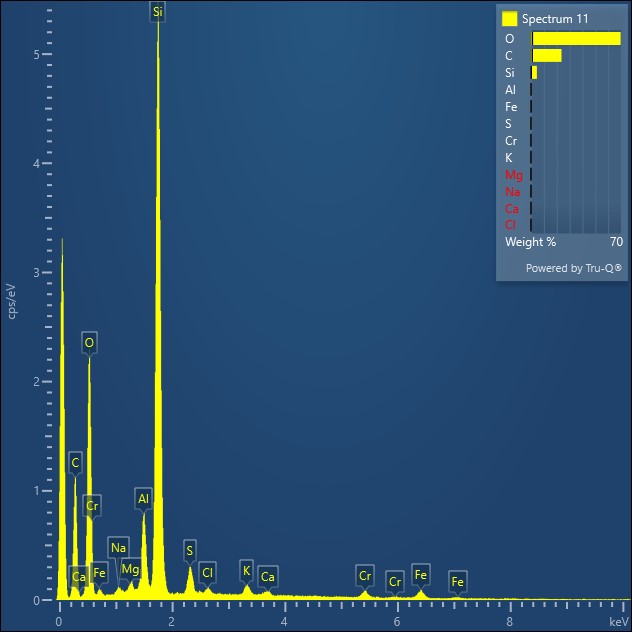 Si
Spectrum 11
O
C
Si
Al
Fe
S
Cr
K
Mg
Na
Ca
Cl
Weight % 70
Powered by Tru-Q®
5
4
3
cps/eV
O
2
C
1
Cr
Al
Na
S
Ca
Fe
Mg
Cl
K
Ca
Cr
Cr
Fe
Fe
0
0 2 4 6 8 keV